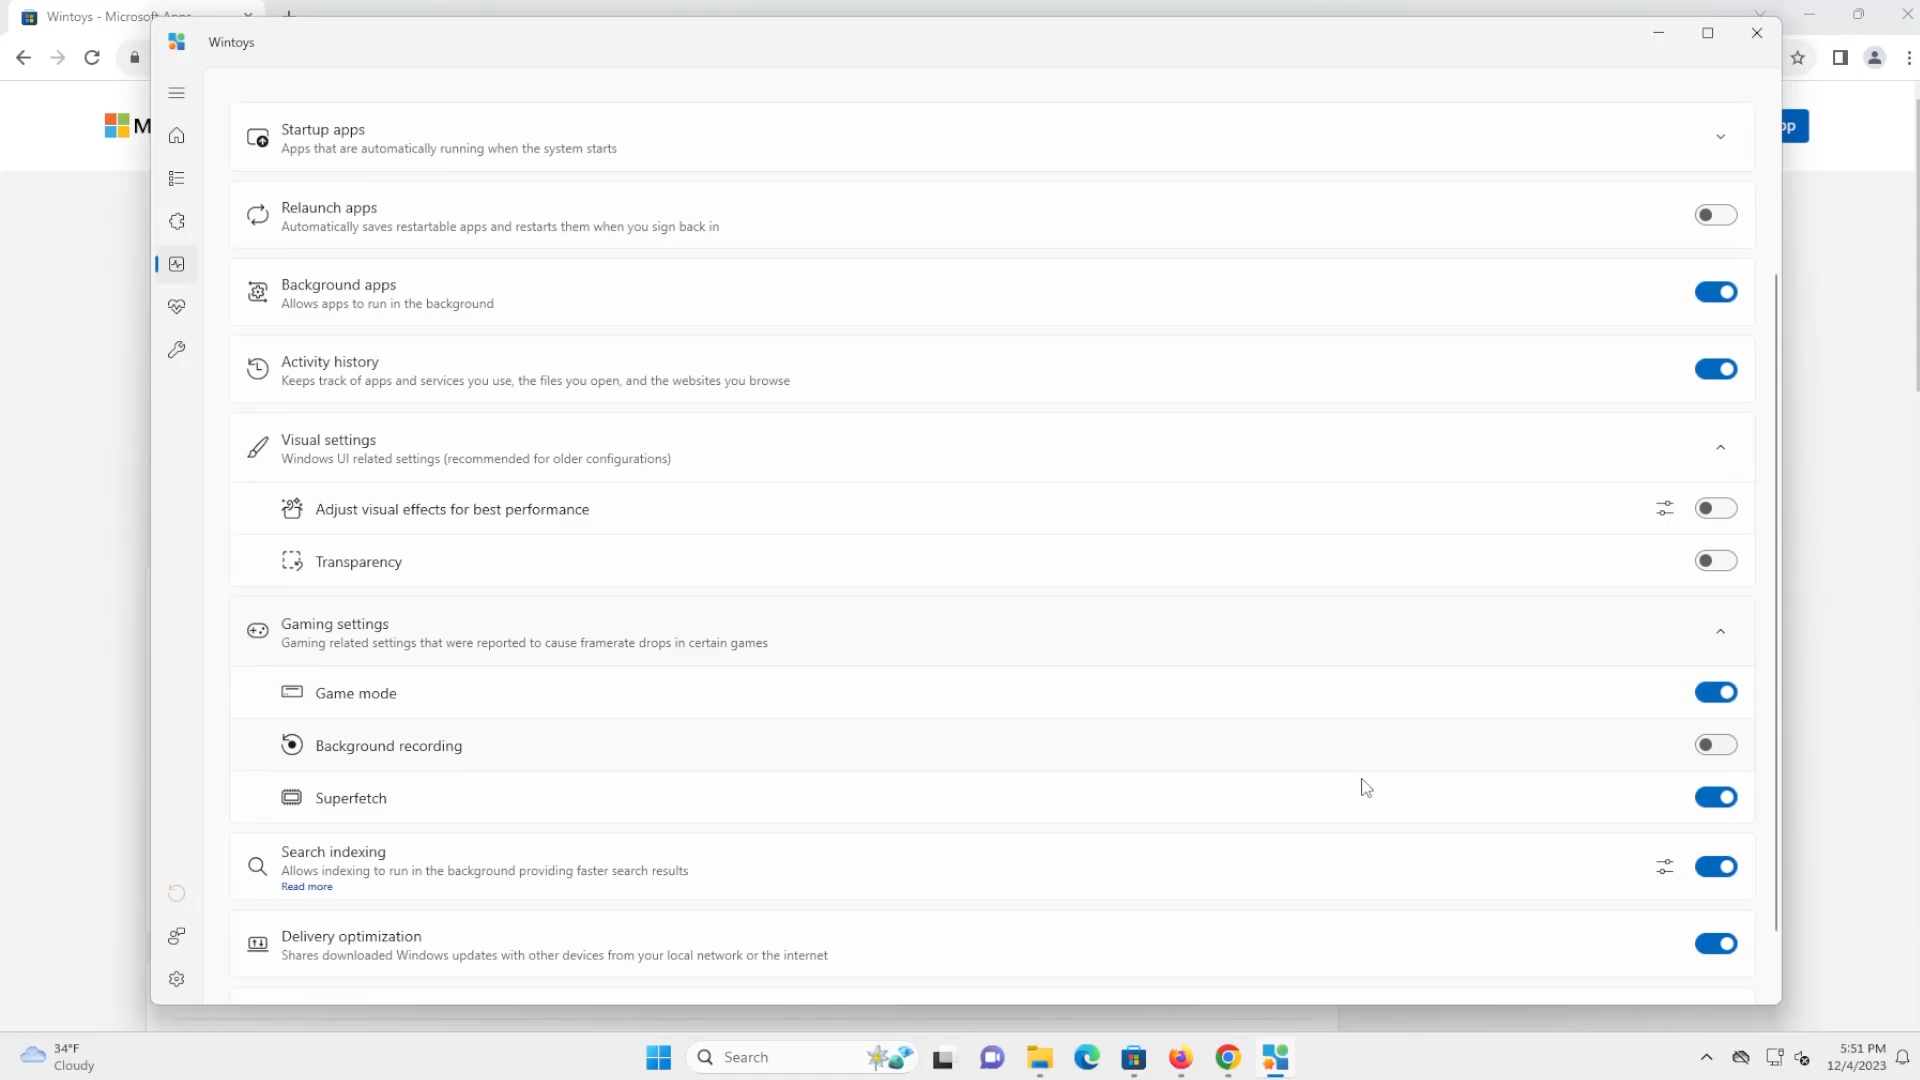 Wintoys - Microsoft Apps
Wintoys
Startup apps
Apps that are automatically running when the system starts
Relaunch apps
Automatically saves restartable apps and restarts them when you sign back in
Background apps
Allows apps to run in the background
Activity history
Keeps track of apps and services you use, the files you open, and the websites you browse
Visual settings
Windows UI related settings (recommended for older configurations)
Adjust visual effects for best performance
Transparency
Gaming settings
Gaming related settings that were reported to cause framerate drops in certain games
Game mode
Background recording
Superfetch
Search indexing
Allows indexing to run in the background providing faster search results
Read more
Delivery optimization
Shares downloaded Windows updates with other devices from your local network or the internet
34°F
Cloudy
Search
5:51 PM
12/4/2023